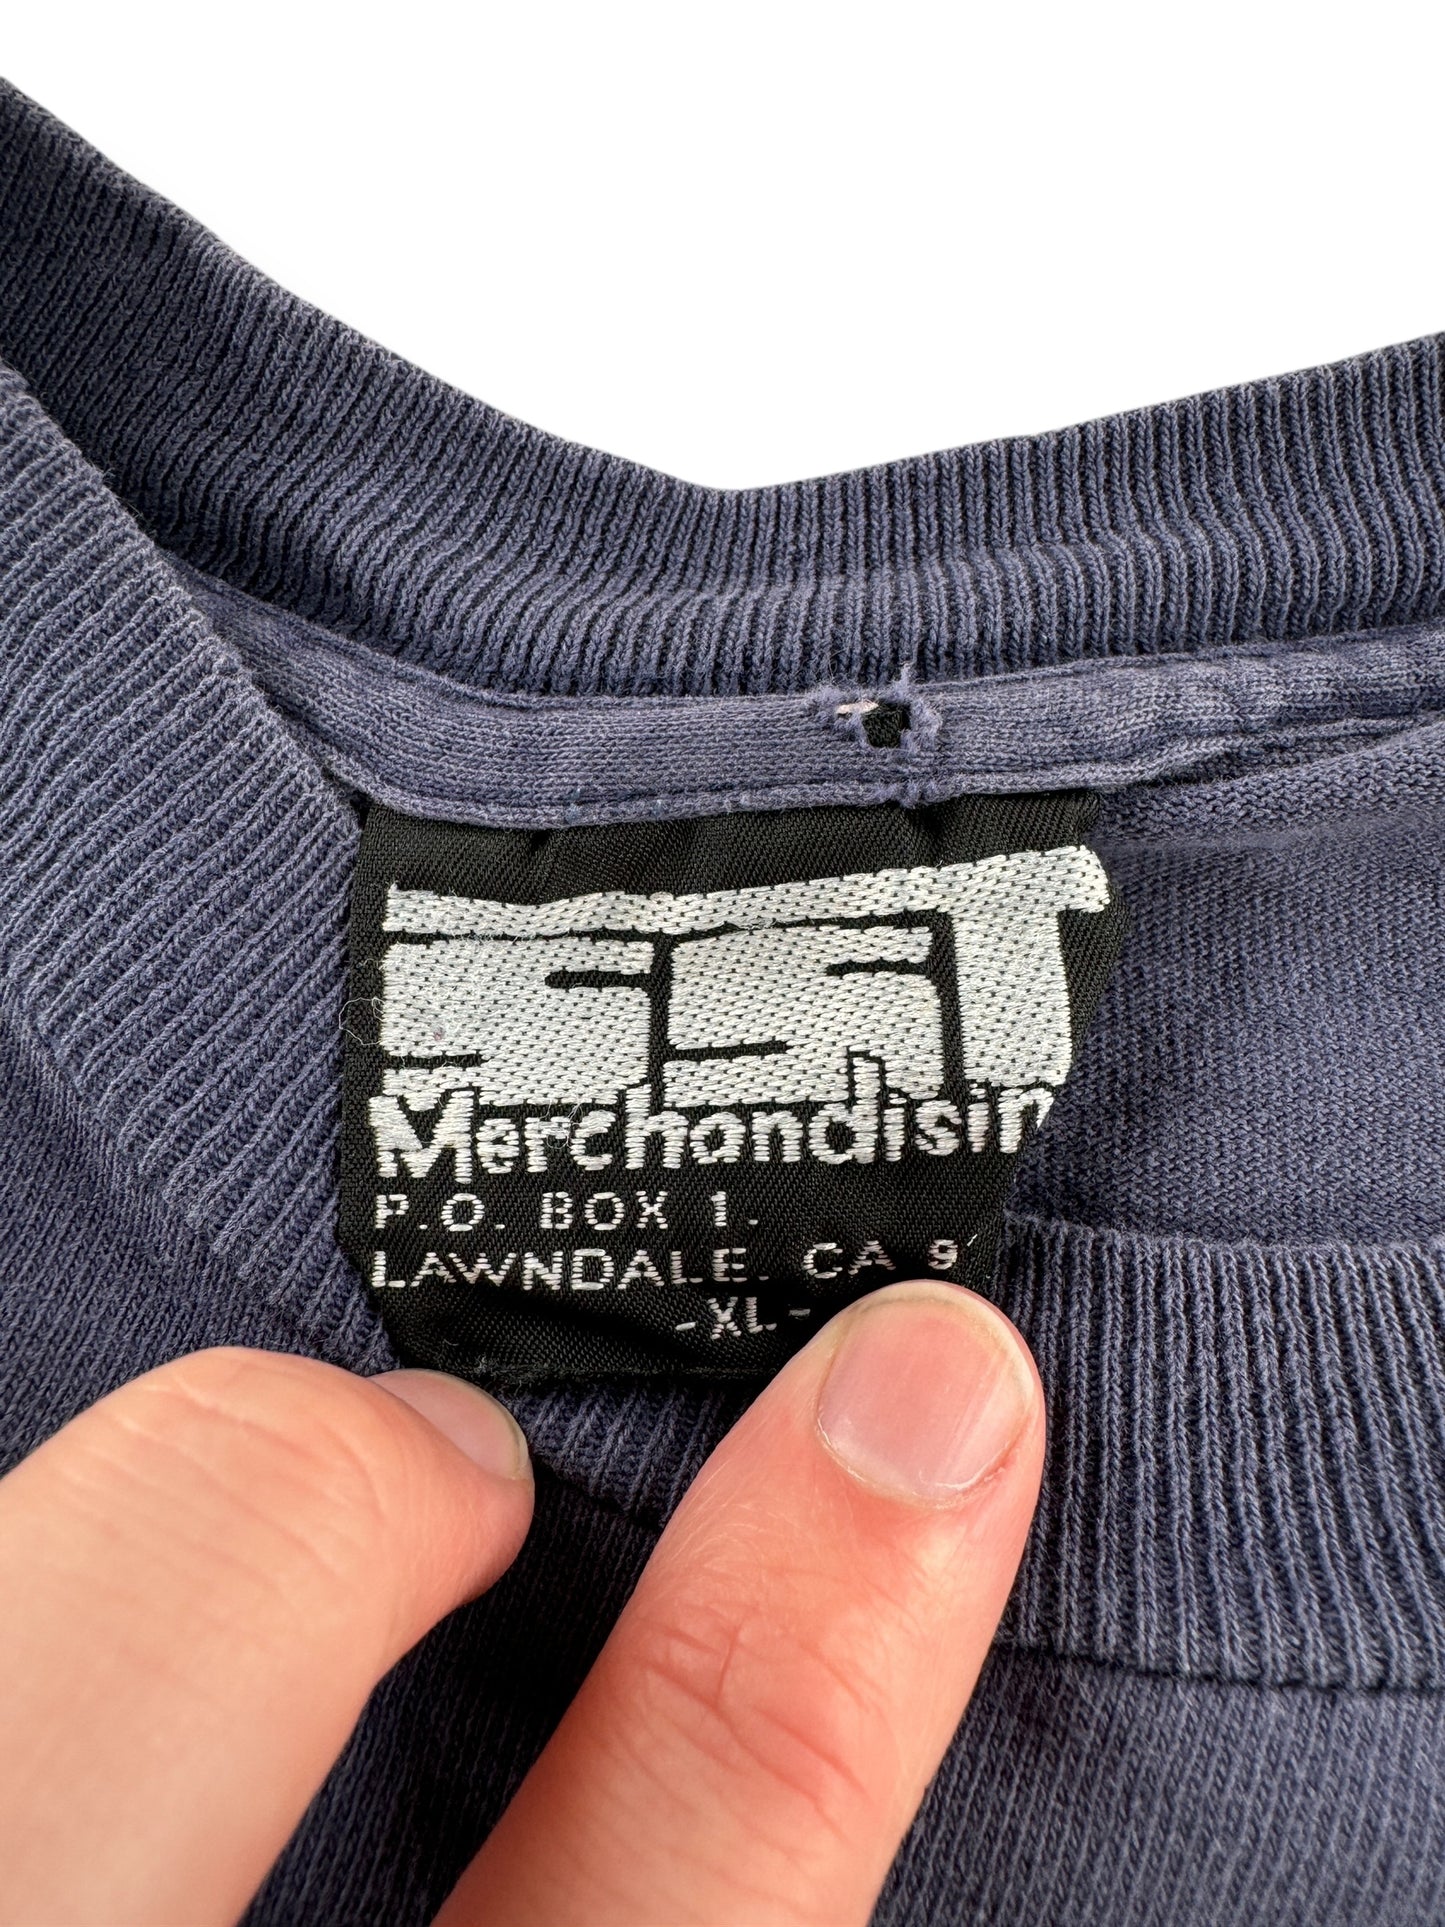 SST
Merchandisin
P.O. BOX 1.
LAWNDALE. CA 9
-XL-